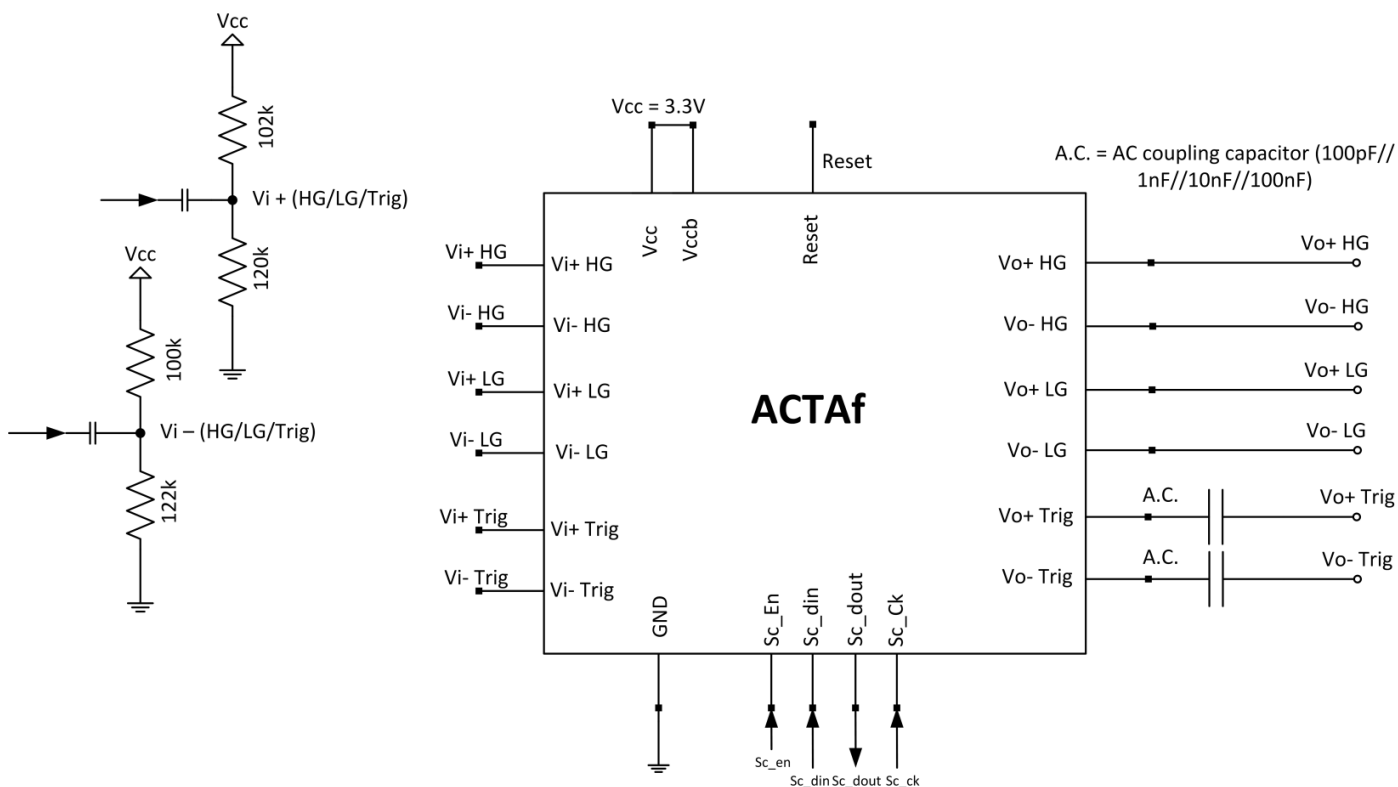 Vcc
102k
Vi + (HG/LG/Trig)
120k
Vcc
100k
Vi – (HG/LG/Trig)
122k
Vcc = 3.3V
Reset
A.C. = AC coupling capacitor (100pF//
1nF//10nF//100nF)
Vcc
Vccb
Reset
Vi+ HG
Vi- HG
Vi+ LG
Vi- LG
Vi+ Trig
Vi- Trig
Vi+ HG
Vi- HG
Vi+ LG
Vi- LG
Vi+ Trig
Vi- Trig
ACTAf
Vo+ HG
Vo- HG
Vo+ LG
Vo- LG
Vo+ Trig
Vo- Trig
A.C.
A.C.
Vo+ HG
Vo- HG
Vo+ LG
Vo- LG
Vo+ Trig
Vo- Trig
GND
Sc_En
Sc_din
Sc_dout
Sc_Ck
Sc_en
Sc_din
Sc_dout
Sc_ck